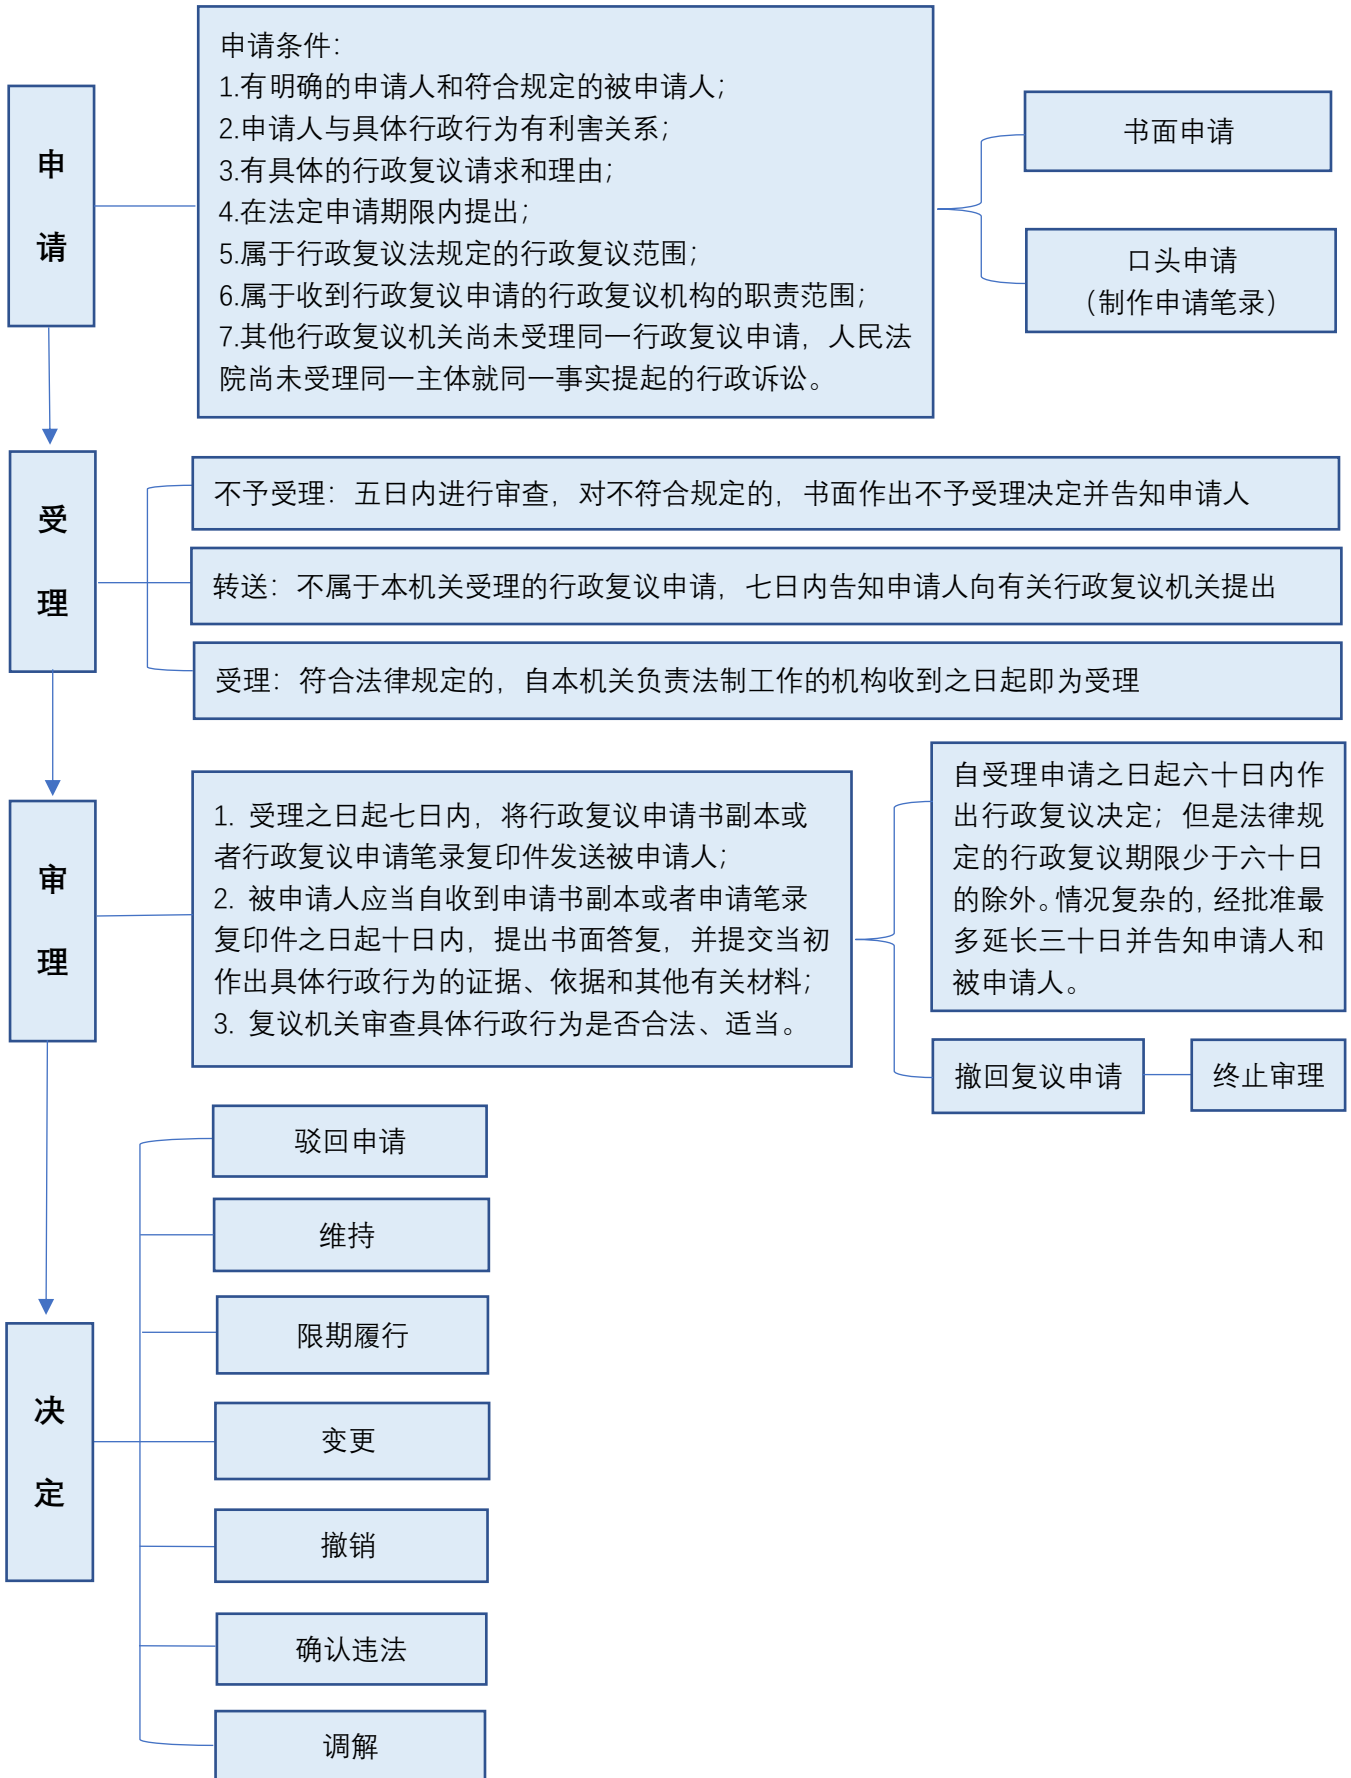 申
请
申请条件：
1.有明确的申请人和符合规定的被申请人；
2.申请人与具体行政行为有利害关系；
3.有具体的行政复议请求和理由；
4.在法定申请期限内提出；
5.属于行政复议法规定的行政复议范围；
6.属于收到行政复议申请的行政复议机构的职责范围；
7.其他行政复议机关尚未受理同一行政复议申请，人民法
院尚未受理同一主体就同一事实提起的行政诉讼。
书面申请
口头申请
（制作申请笔录）
受
理
不予受理：五日内进行审查，对不符合规定的，书面作出不予受理决定并告知申请人
转送：不属于本机关受理的行政复议申请，七日内告知申请人向有关行政复议机关提出
受理：符合法律规定的，自本机关负责法制工作的机构收到之日起即为受理
审
理
1. 受理之日起七日内，将行政复议申请书副本或
者行政复议申请笔录复印件发送被申请人；
2. 被申请人应当自收到申请书副本或者申请笔录
复印件之日起十日内，提出书面答复，并提交当初
作出具体行政行为的证据、依据和其他有关材料；
3. 复议机关审查具体行政行为是否合法、适当。
自受理申请之日起六十日内作
出行政复议决定；但是法律规
定的行政复议期限少于六十日
的除外。情况复杂的，经批准最
多延长三十日并告知申请人和
被申请人。
撤回复议申请
终止审理
决
定
驳回申请
维持
限期履行
变更
撤销
确认违法
调解